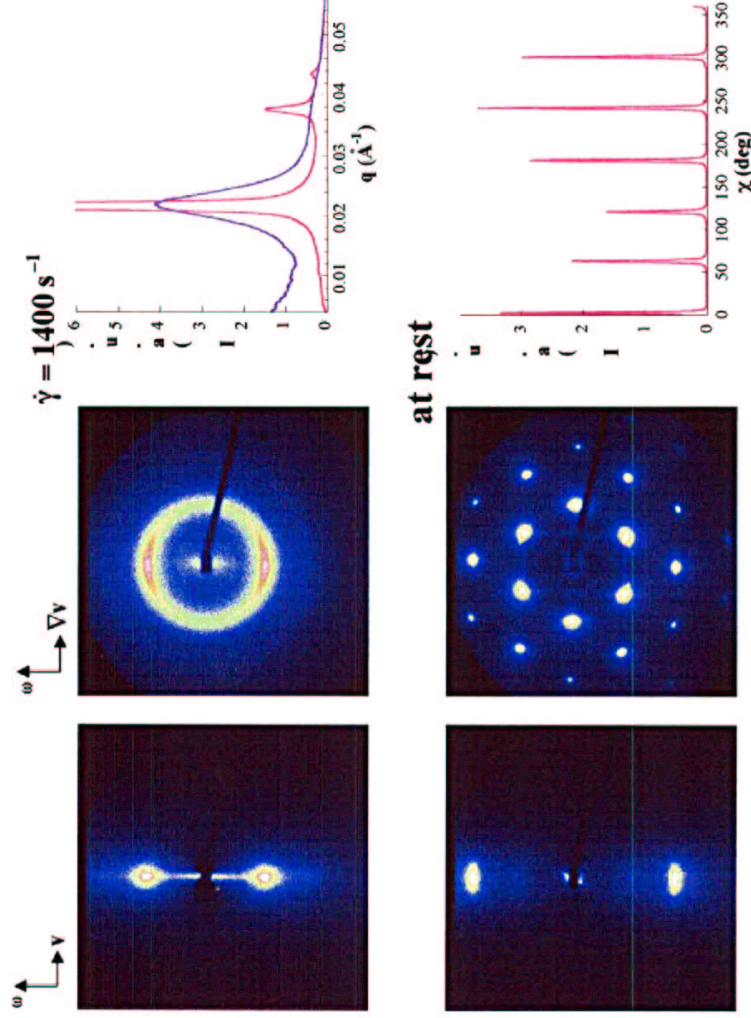 ω
v
ω
∇v
γ̇ = 1400 s⁻¹
I (a.u.)
6
5
4
3
2
1
0
0.01 0.02 0.03 0.04 0.05
q (Å⁻¹)
at rest
I (a.u.)
3
2
1
0
0 50 100 150 200 250 300 350
χ (deg)